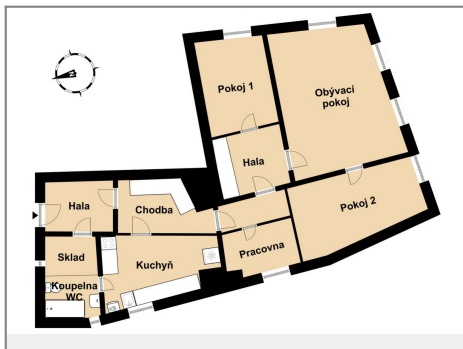 Pokoj 1
Obývací
pokoj
Hala
Pokoj 2
Hala
Chodba
Pracovna
Sklad
Kuchyň
Koupelna
WC